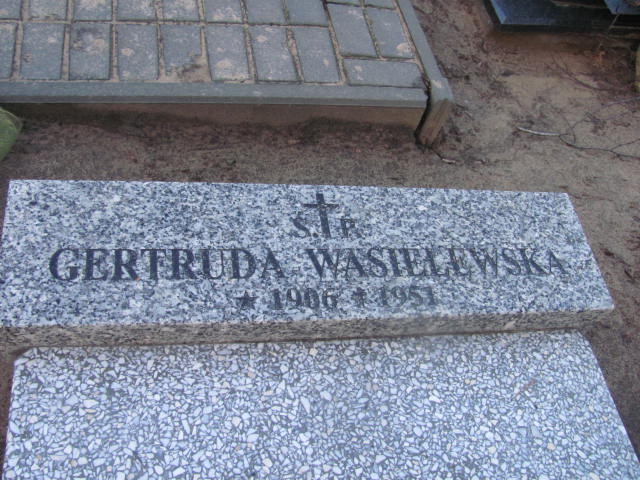 Ś.†P.
GERTRUDA WASIELEWSKA
★ 1906 † 1951